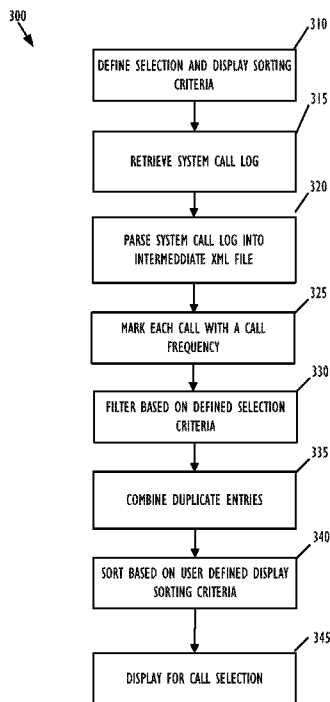 300
310
DEFINE SELECTION AND DISPLAY SORTING
CRITERIA
315
RETRIEVE SYSTEM CALL LOG
320
PARSE SYSTEM CALL LOG INTO
INTERMEDDIATE XML FILE
325
MARK EACH CALL WITH A CALL
FREQUENCY
330
FILTER BASED ON DEFINED SELECTION
CRITERIA
335
COMBINE DUPLICATE ENTRIES
340
SORT BASED ON USER DEFINED DISPLAY
SORTING CRITERIA
345
DISPLAY FOR CALL SELECTION